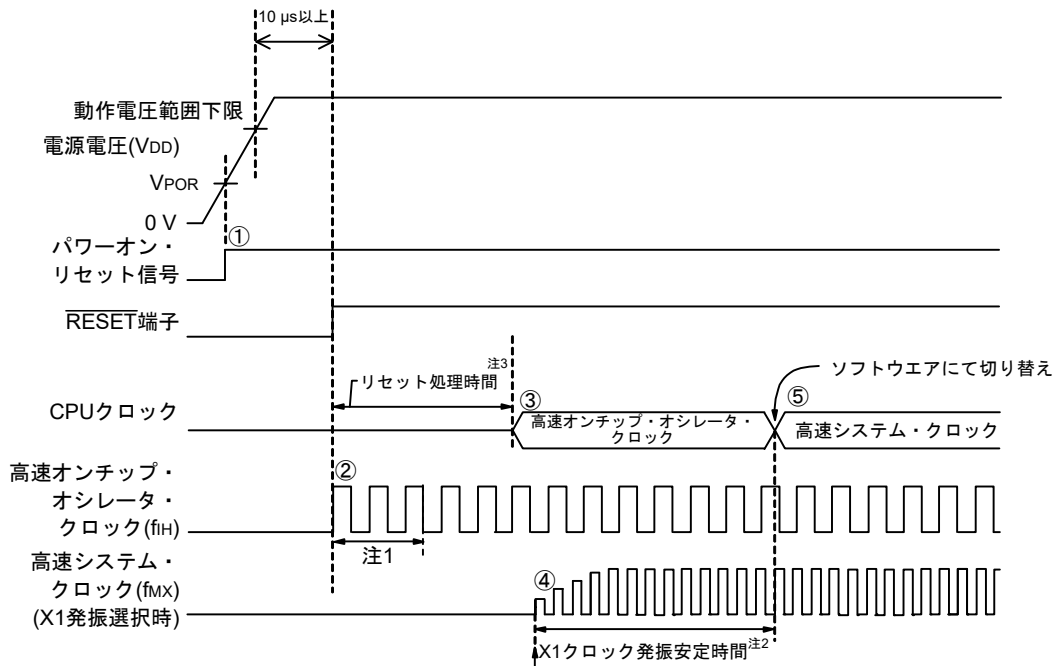 10 µs以上
動作電圧範囲下限
電源電圧(VDD)
VPOR
0 V
①
パワーオン・
リセット信号
RESET端子
リセット処理時間注3
ソフトウエアにて切り替え
CPUクロック
③
高速オンチップ・オシレータ・
クロック
⑤
高速システム・クロック
高速オンチップ・
オシレータ・
クロック(fIH)
②
注1
高速システム・
クロック(fMX)
(X1発振選択時)
④
X1クロック発振安定時間注2